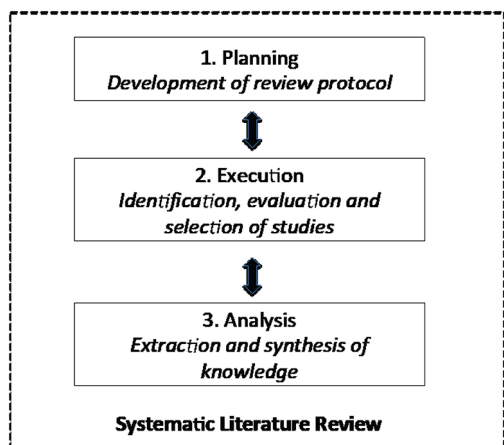 1. Planning
Development of review protocol
2. Execution
Identification, evaluation and
selection of studies
3. Analysis
Extraction and synthesis of
knowledge
Systematic Literature Review